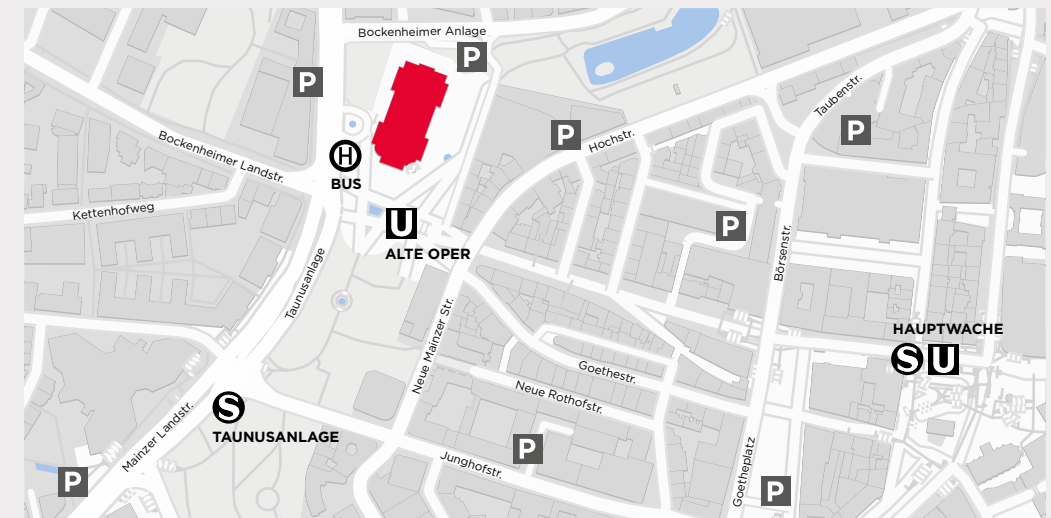 Bockenheimer Anlage
P
P
Taubenstr.
P
P
Hochstr.
Bockenheimer Landstr.
H
BUS
Kettenhofweg
U
ALTE OPER
P
Börsenstr.
Taunusanlage
Neue Mainzer Str.
HAUPTWACHE
S U
Goethestr.
Neue Rothofstr.
S
TAUNUSANLAGE
Mainzer Landstr.
P
Junghofstr.
Goetheplatz
P
P